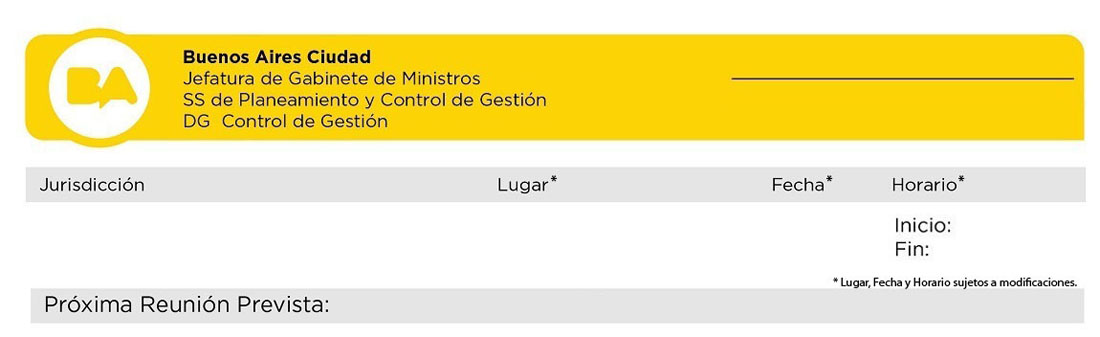 BA
Buenos Aires Ciudad
Jefatura de Gabinete de Ministros
SS de Planeamiento y Control de Gestión
DG Control de Gestión
Jurisdicción Lugar* Fecha* Horario*
Inicio:
Fin:
* Lugar, Fecha y Horario sujetos a modificaciones.
Próxima Reunión Prevista: